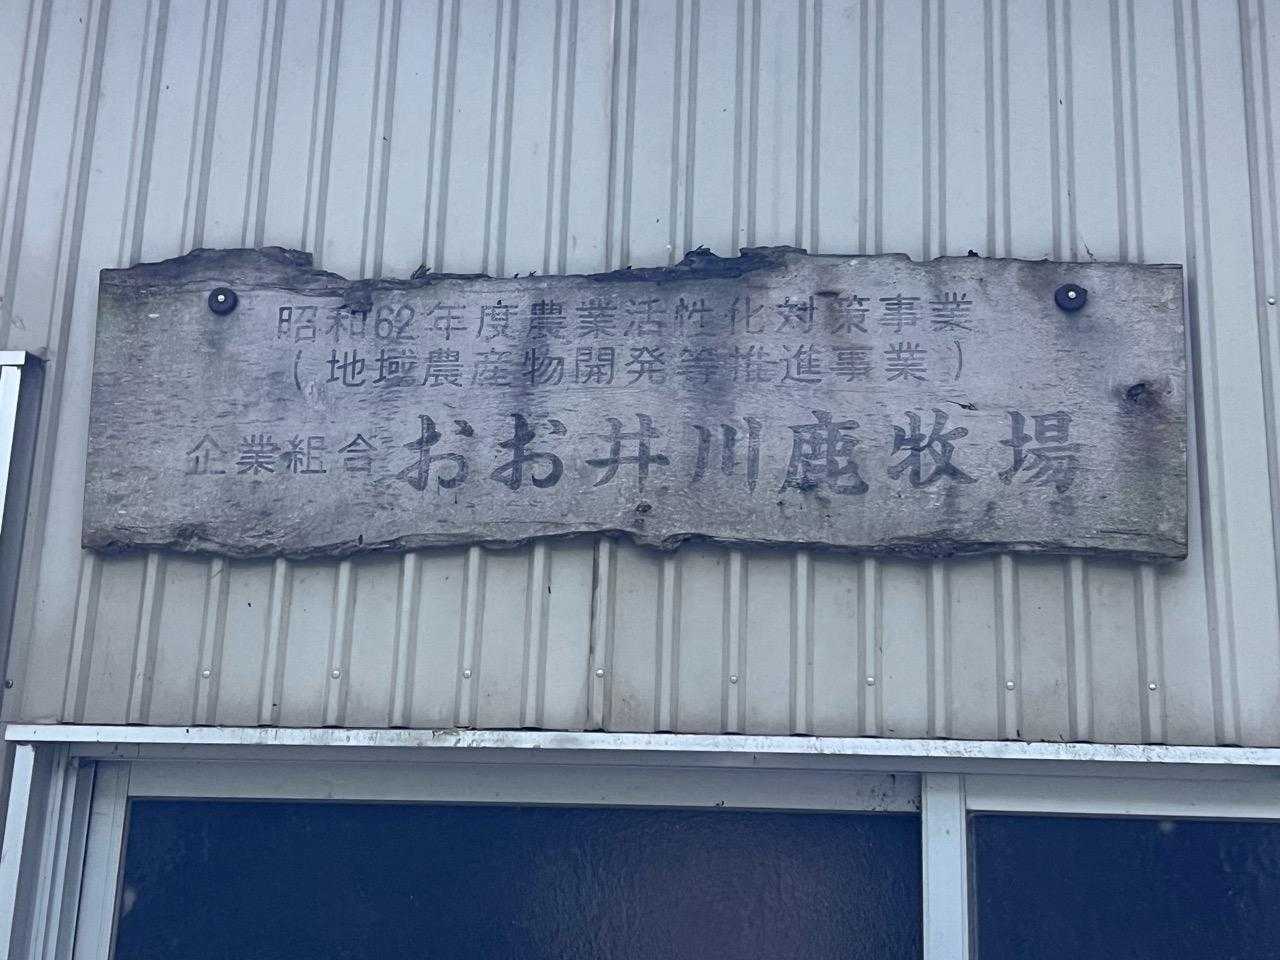 昭和62年度農業活性化対策事業
(地域農産物開発等推進事業)
企業組合 おお井川鹿牧場